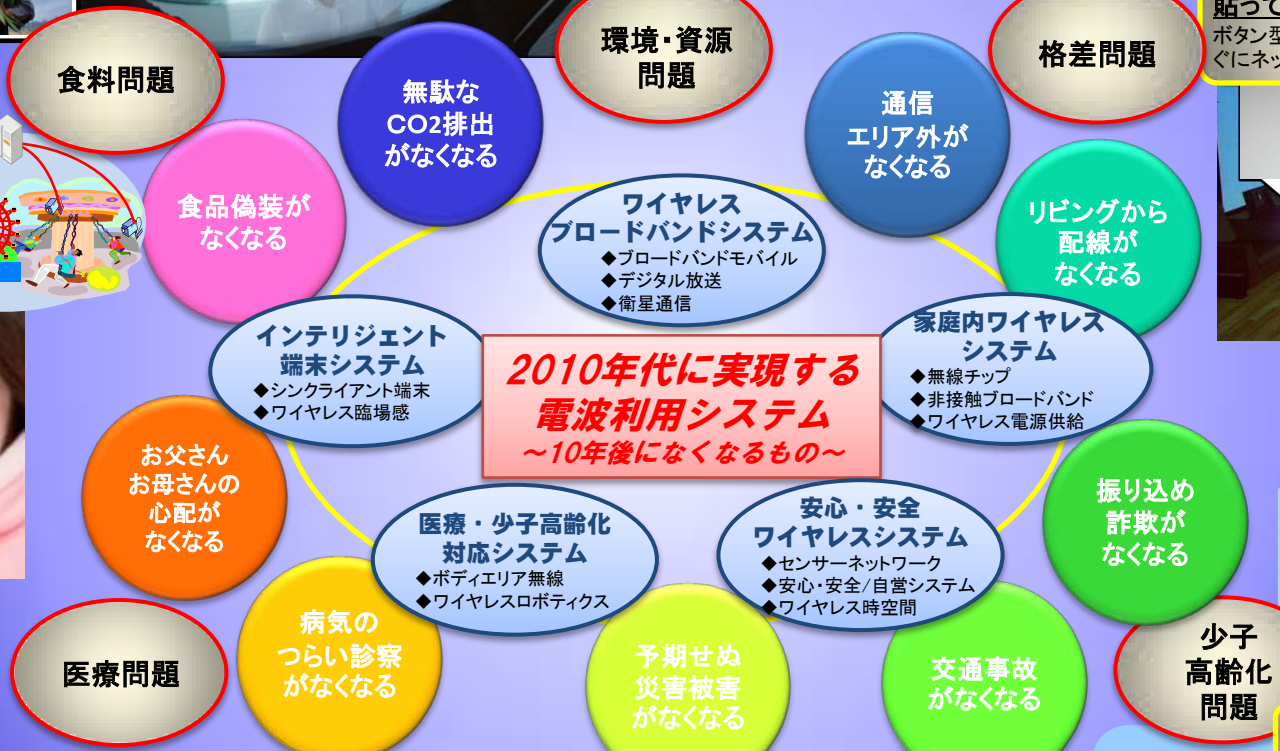 貼って
ボタン型
ぐにネッ
食料問題
環境・資源
問題
格差問題
無駄な
CO2排出
がなくなる
通信
エリア外が
なくなる
食品偽装が
なくなる
リビングから
配線が
なくなる
ワイヤレス
ブロードバンドシステム
◆ブロードバンドモバイル
◆デジタル放送
◆衛星通信
インテリジェント
端末システム
◆シンクライアント端末
◆ワイヤレス臨場感
家庭内ワイヤレス
システム
◆無線チップ
◆非接触ブロードバンド
◆ワイヤレス電源供給
2010年代に実現する
電波利用システム
～10年後になくなるもの～
お父さん
お母さんの
心配が
なくなる
振り込め
詐欺が
なくなる
医療・少子高齢化
対応システム
◆ボディエリア無線
◆ワイヤレスロボティクス
安心・安全
ワイヤレスシステム
◆センサーネットワーク
◆安心・安全/自営システム
◆ワイヤレス時空間
医療問題
病気の
つらい診察
がなくなる
予期せぬ
災害被害
がなくなる
交通事故
がなくなる
少子
高齢化
問題